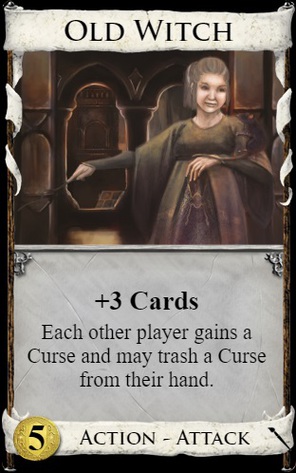 OLD WITCH
+3 Cards
Each other player gains a
Curse and may trash a Curse
from their hand.
5 ACTION - ATTACK